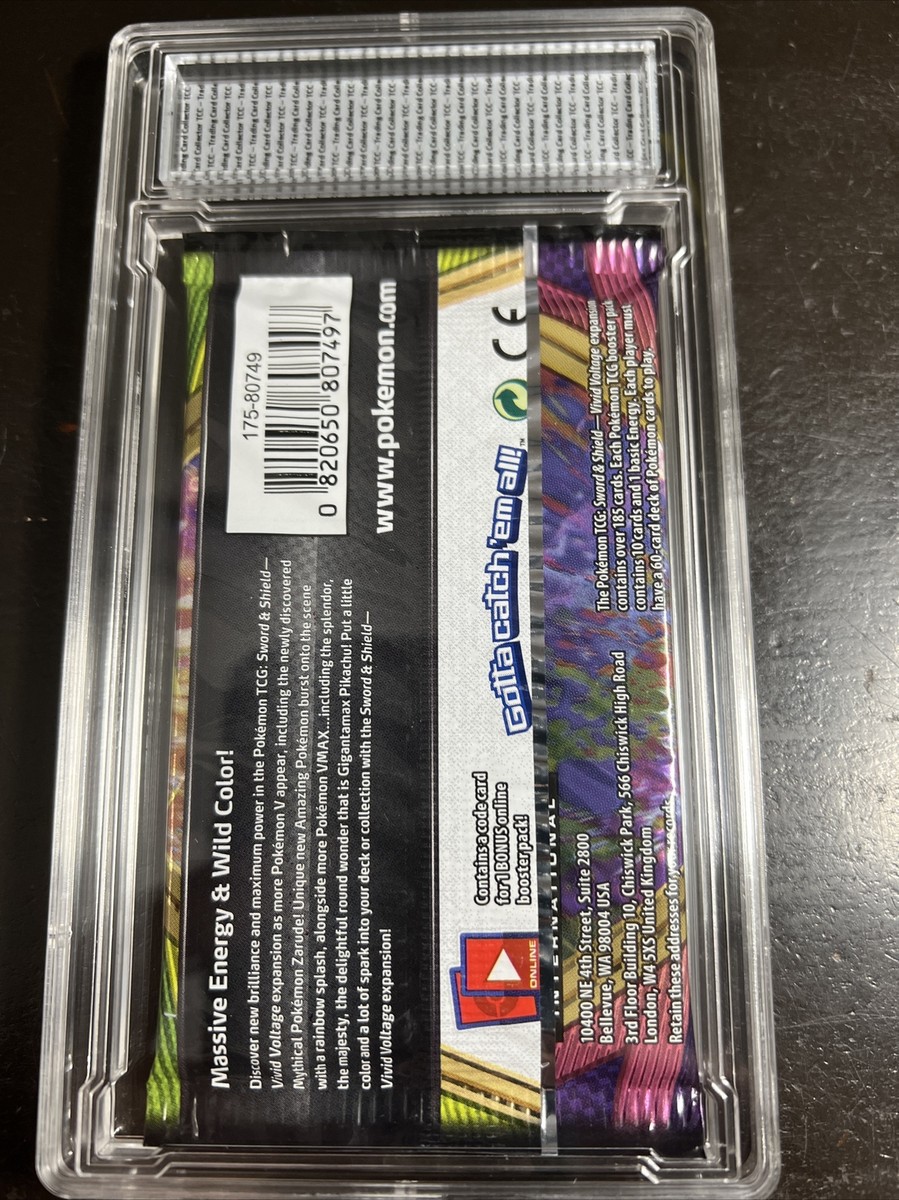 TCC - Trading Card Collector
Massive Energy & Wild Color!
Discover new brilliance and maximum power in the Pokémon TCG: Sword & Shield—
Vivid Voltage expansion as more Pokémon V appear, including the newly discovered
Mythical Pokémon Zarude! Unique new Amazing Pokémon burst onto the scene
with a rainbow splash, alongside more Pokémon VMAX...including the splendor,
the majesty, the delightful round wonder that is Gigantamax Pikachu! Put a little
color and a lot of spark into your deck or collection with the Sword & Shield—
Vivid Voltage expansion!
175-80749
0 820650 807497
www.pokemon.com
ONLINE
Contains a code card
for 1 BONUS online
booster pack!
Gotta catch 'em all!™
CE
10400 NE 4th Street, Suite 2800
Bellevue, WA 98004 USA
3rd Floor Building 10, Chiswick Park, 566 Chiswick High Road
London, W4 5XS United Kingdom
Retain these addresses for your records.
The Pokémon TCG: Sword & Shield—Vivid Voltage expansion
contains over 185 cards. Each Pokémon TCG booster pack
contains 10 cards and 1 basic Energy. Each player must
have a 60-card deck of Pokémon cards to play.